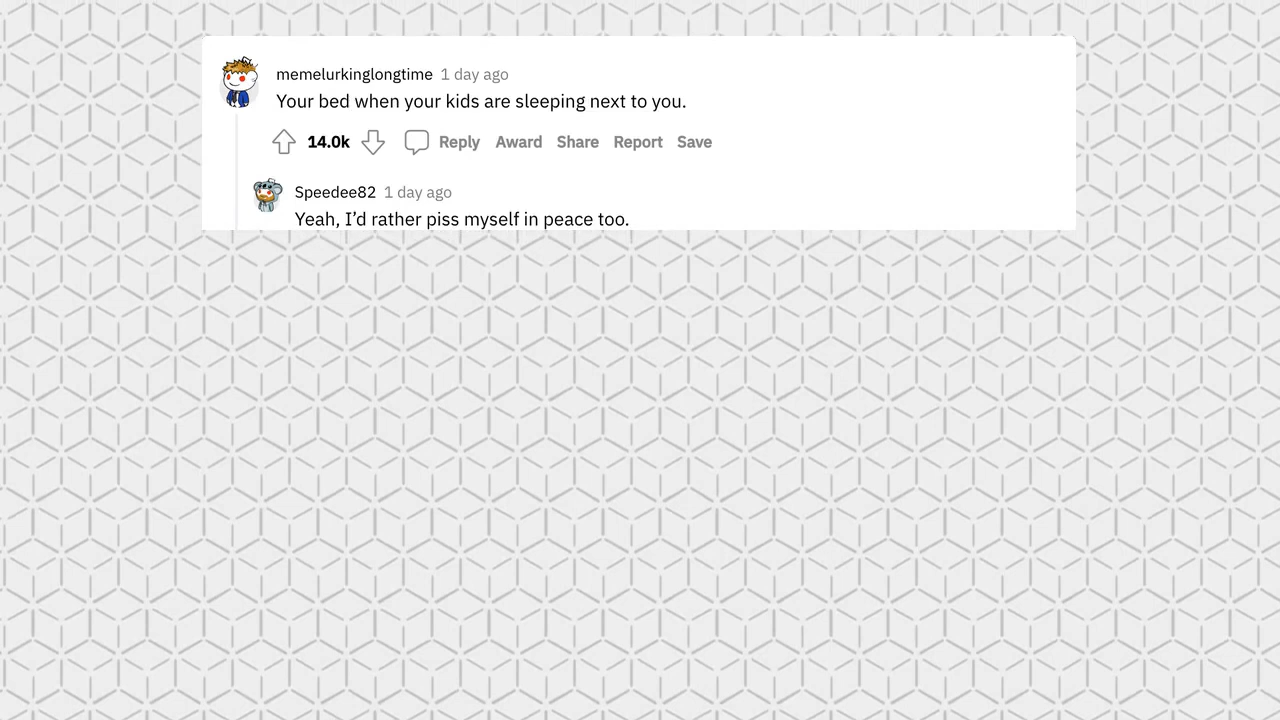 memelurkinglongtime 1 day ago
Your bed when your kids are sleeping next to you.
14.0k Reply Award Share Report Save
Speedee82 1 day ago
Yeah, I’d rather piss myself in peace too.